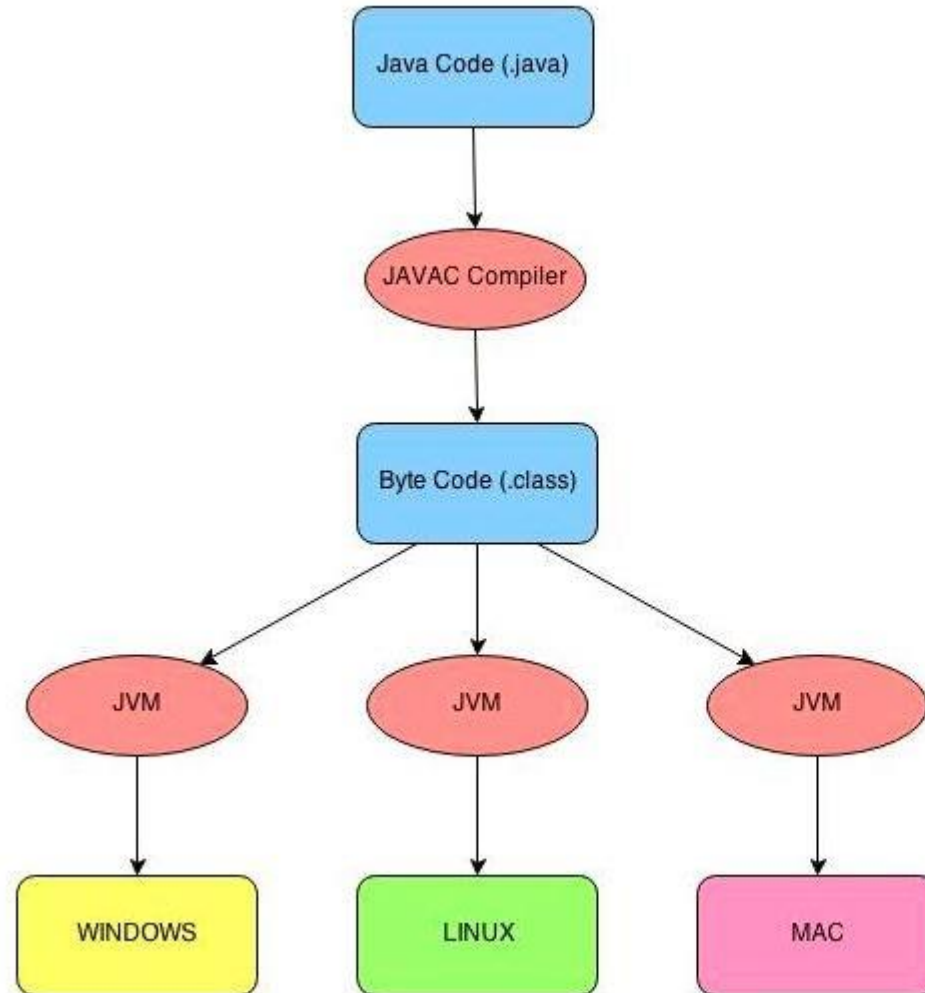 Java Code (.java)
JAVAC Compiler
Byte Code (.class)
JVM
JVM
JVM
WINDOWS
LINUX
MAC